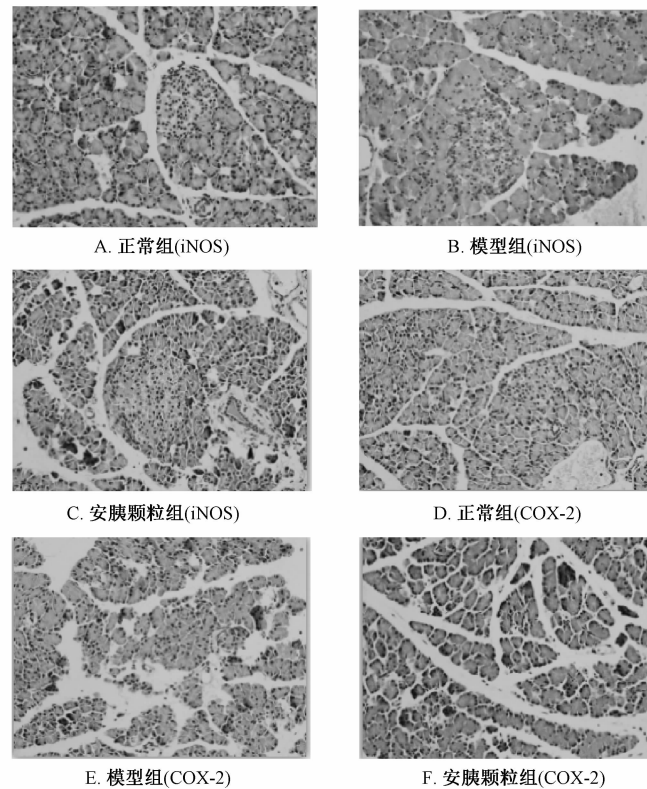 A. 正常组(iNOS)
B. 模型组(iNOS)
C. 安胰颗粒组(iNOS)
D. 正常组(COX-2)
E. 模型组(COX-2)
F. 安胰颗粒组(COX-2)